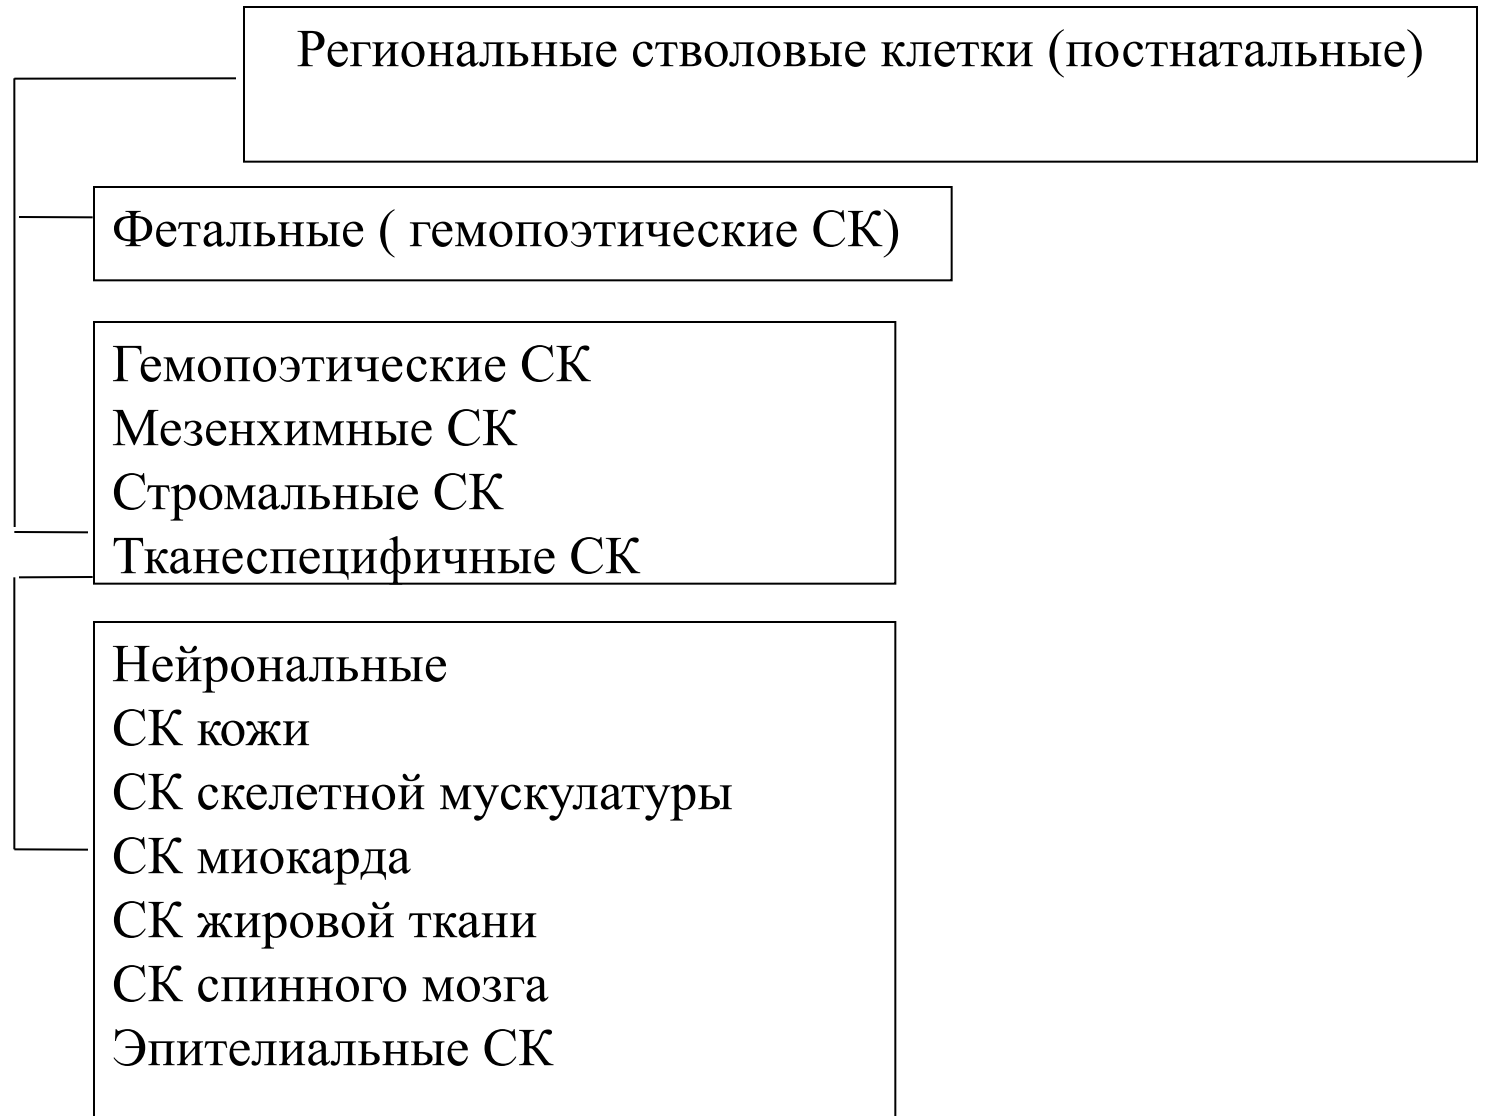 Региональные стволовые клетки (постнатальные)
Фетальные ( гемопоэтические СК)
Гемопоэтические СК
Мезенхимные СК
Стромальные СК
Тканеспецифичные СК
Нейрональные
СК кожи
СК скелетной мускулатуры
СК миокарда
СК жировой ткани
СК спинного мозга
Эпителиальные СК